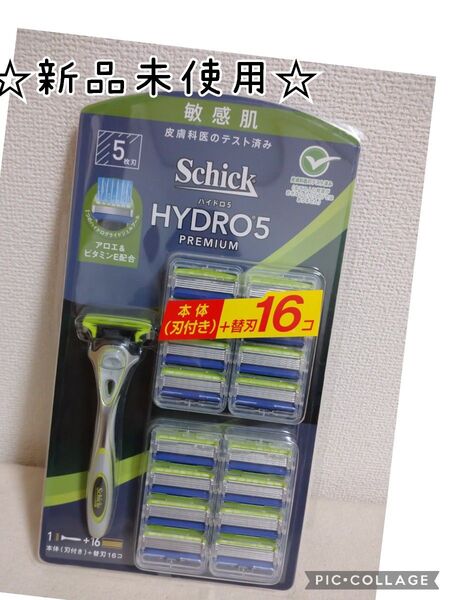 ☆新品未使用☆
敏感肌
皮膚科医のテスト済み
5枚刃
Schick
ハイドロ5
HYDRO5
PREMIUM
アロエ&
ビタミンE配合
本体
(刃付き)+替刃16コ
Schick
1 +16
本体(刃付き)+替刃16コ
PIC•COLLAGE